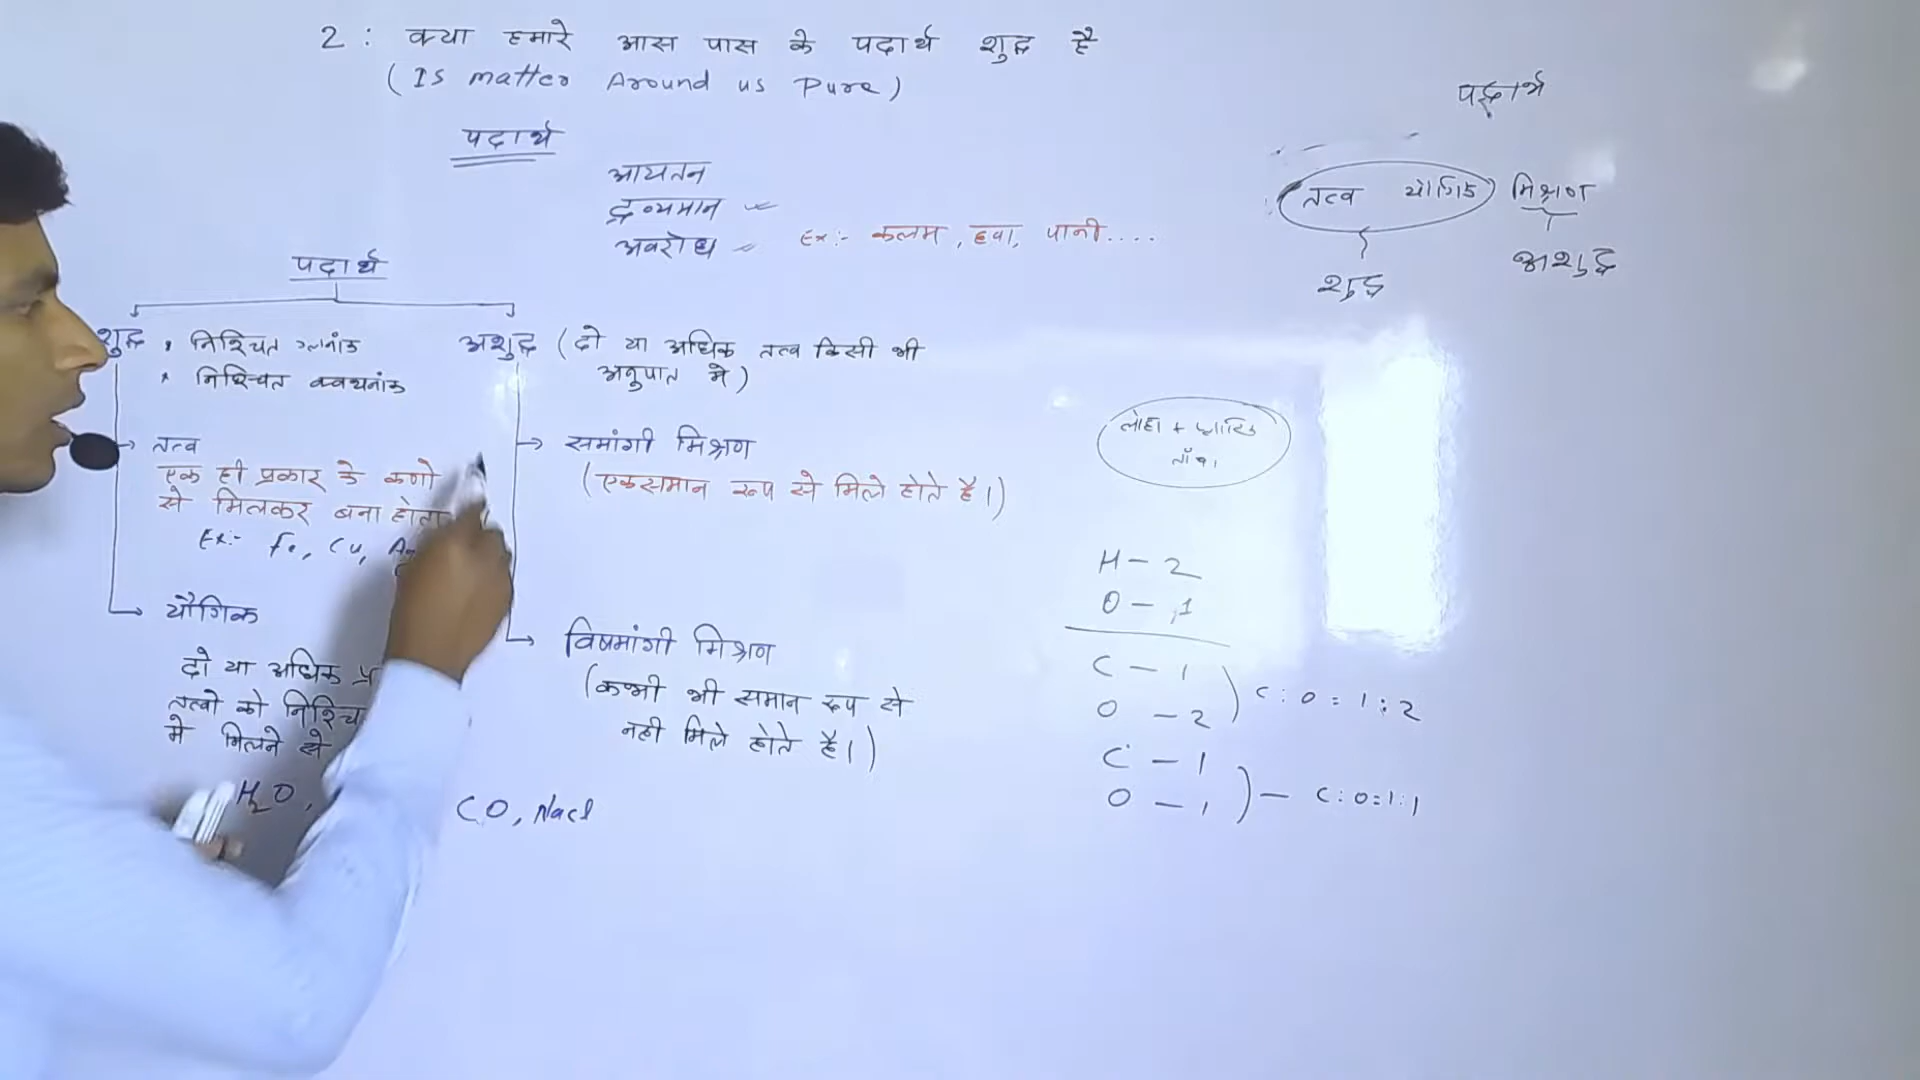 2 : क्या हमारे आस पास के पदार्थ शुद्ध है
(Is matter Around us Pure)
पदार्थ
आयतन
द्रव्यमान
अवरोध
Ex:- कलम, हवा, पानी....
पदार्थ
तत्व यौगिक मिश्रण
शुद्ध
अशुद्ध
पदार्थ
शुद्ध
निश्चित गलनांक
निश्चित क्वथनांक
तत्व
एक ही प्रकार के कणो
से मिलकर बना होता
Ex:- Fe, Cu,
यौगिक
दो या अधिक
तत्वो को
मे मिलने से
H2O,
CO, Nacl
अशुद्ध (दो या अधिक तत्व किसी भी
अनुपात मे)
समांगी मिश्रण
(एकसमान रूप से मिले होते है।)
विषमांगी मिश्रण
(कभी भी समान रूप से
नही मिले होते है।)
लोहा +
H - 2
O - 1
C - 1
O - 2
C : O = 1 : 2
C - 1
O - 1
C : O = 1 : 1